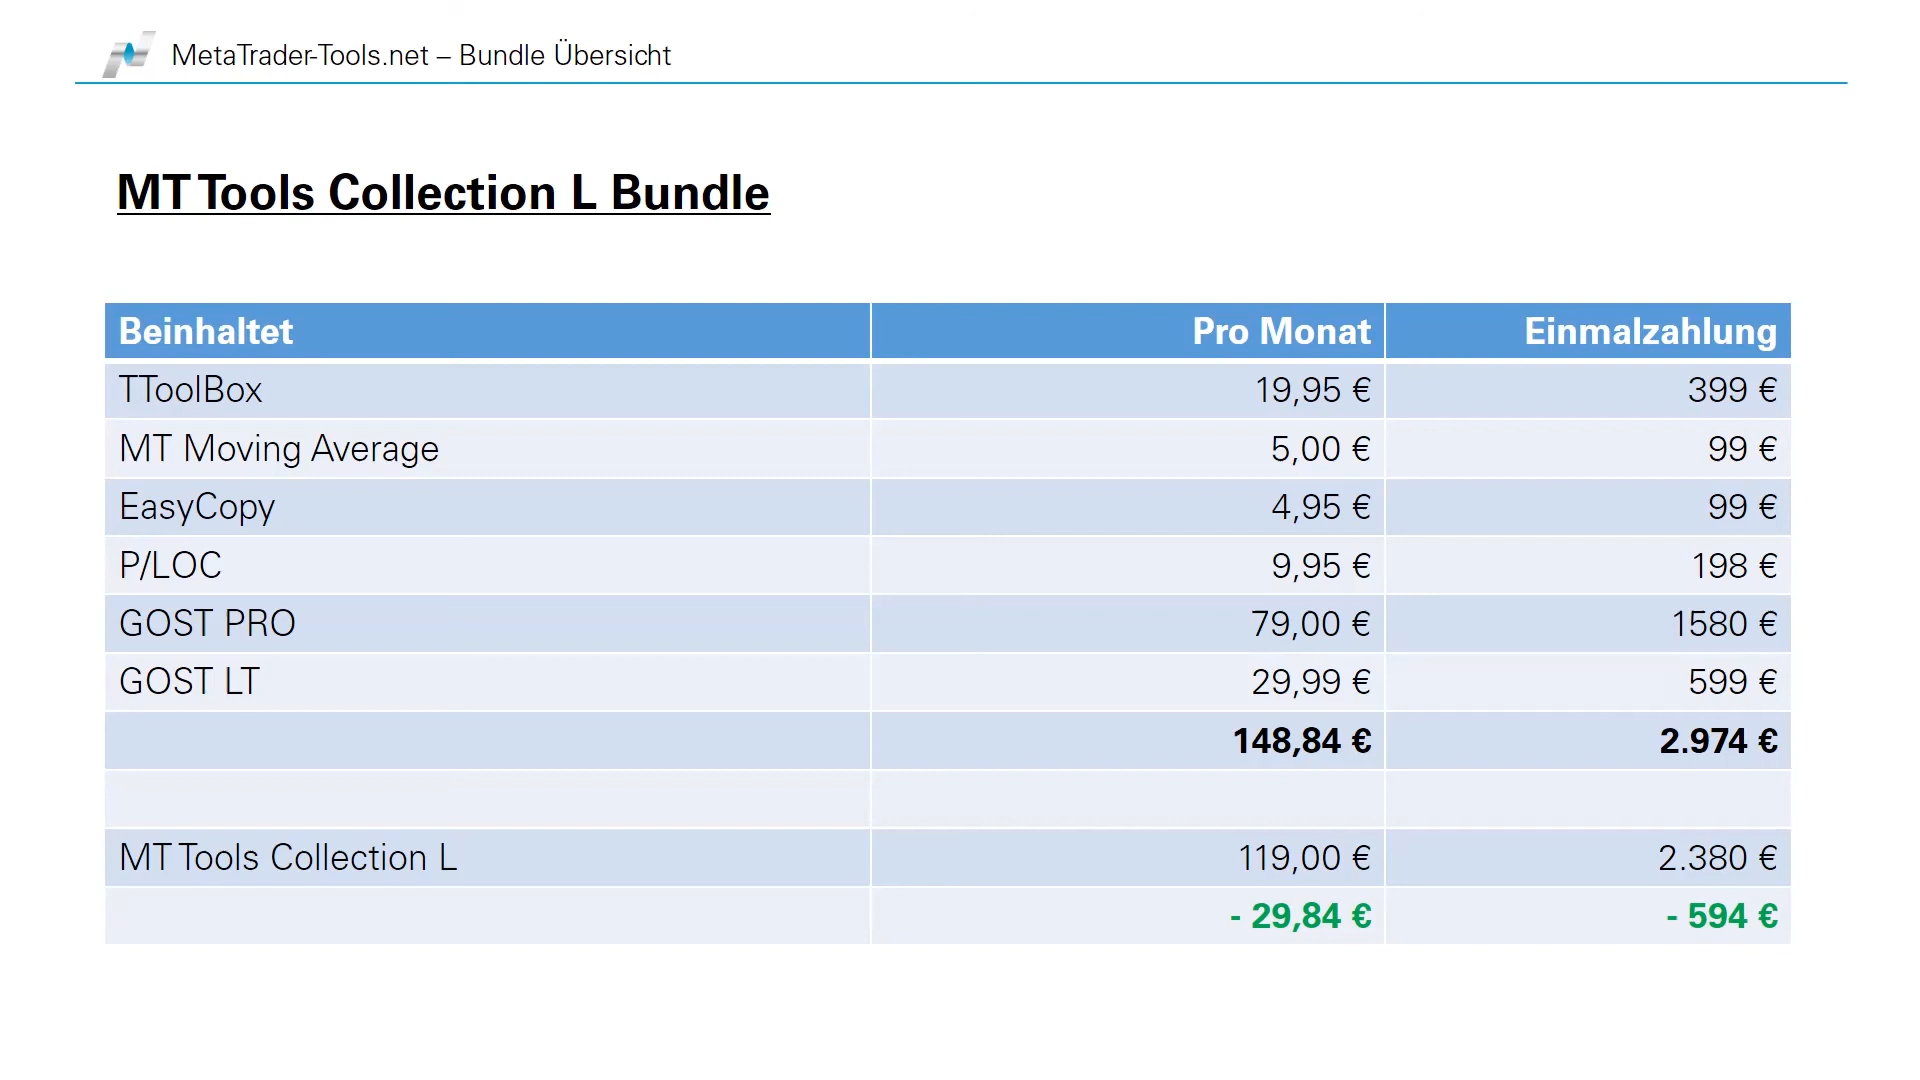 MetaTrader-Tools.net – Bundle Übersicht
MT Tools Collection L Bundle
Beinhaltet Pro Monat Einmalzahlung
TToolBox 19,95 € 399 €
MT Moving Average 5,00 € 99 €
EasyCopy 4,95 € 99 €
P/LOC 9,95 € 198 €
GOST PRO 79,00 € 1580 €
GOST LT 29,99 € 599 €
148,84 € 2.974 €
MT Tools Collection L 119,00 € 2.380 €
- 29,84 € - 594 €